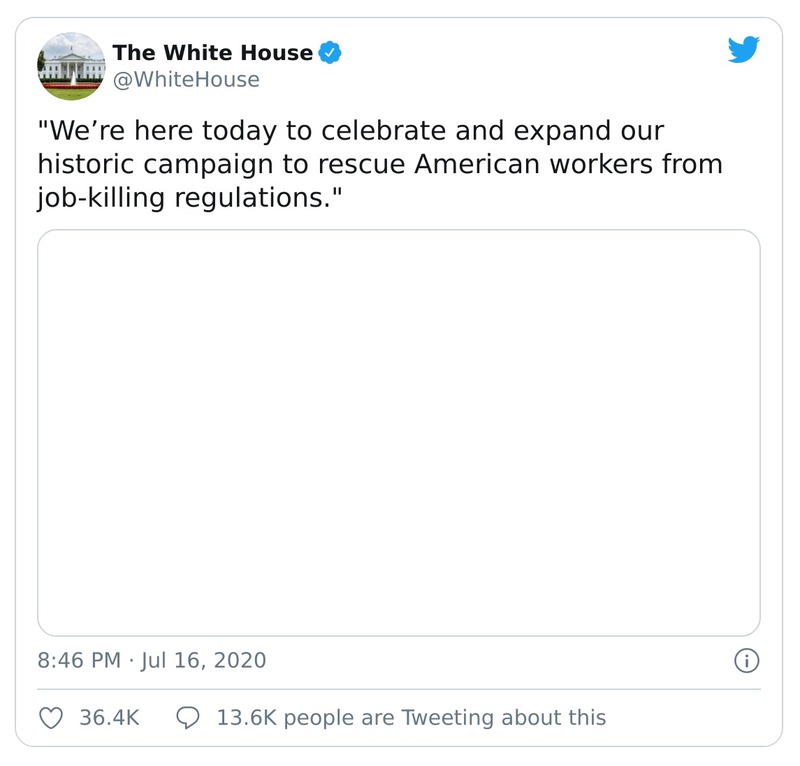 The White House
@WhiteHouse
"We’re here today to celebrate and expand our
historic campaign to rescue American workers from
job-killing regulations."
8:46 PM · Jul 16, 2020
36.4K 13.6K people are Tweeting about this